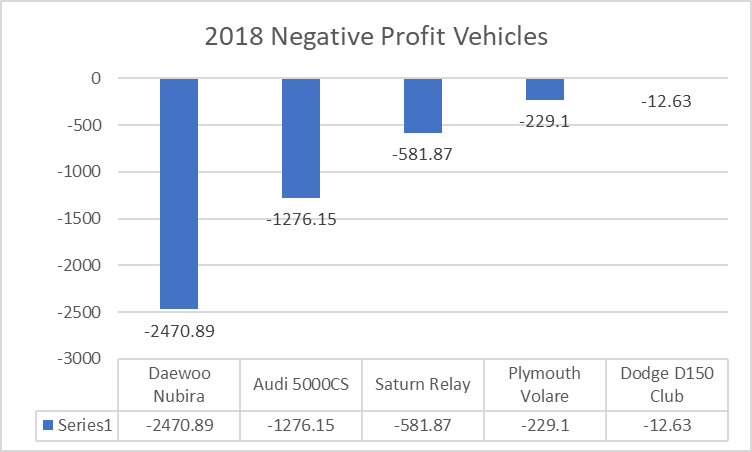 2018 Negative Profit Vehicles
0
-500
-1000
-1500
-2000
-2500
-3000
-2470.89
-1276.15
-581.87
-229.1
-12.63
Daewoo Nubira
Audi 5000CS
Saturn Relay
Plymouth Volare
Dodge D150 Club
Series1 -2470.89 -1276.15 -581.87 -229.1 -12.63